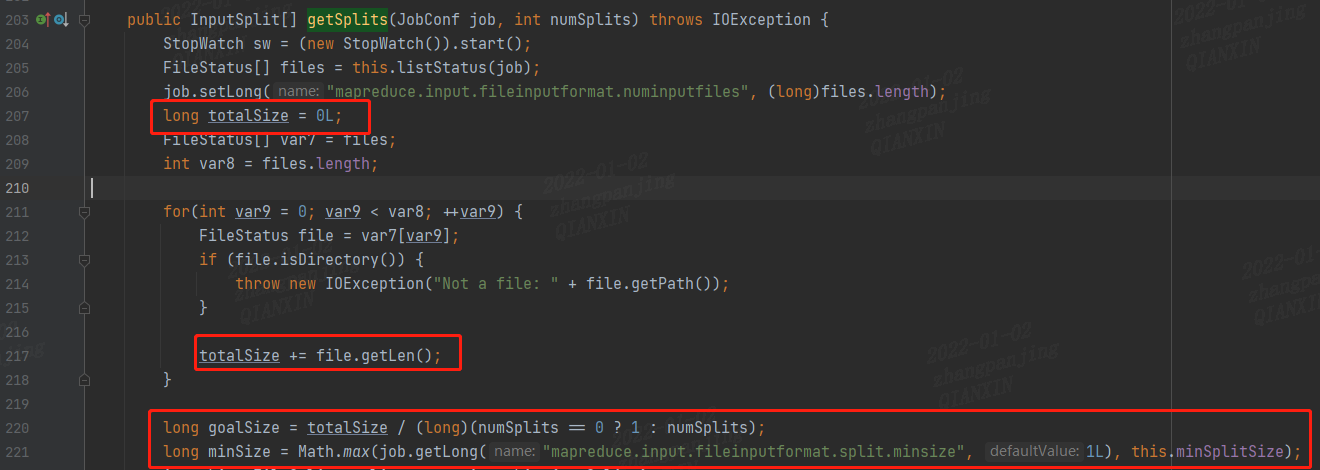 203 public InputSplit[] getSplits(JobConf job, int numSplits) throws IOException {
204 StopWatch sw = (new StopWatch()).start();
205 FileStatus[] files = this.listStatus(job);
206 job.setLong( name: "mapreduce.input.fileinputformat.numinputfiles", (long)files.length);
207 long totalSize = 0L;
208 FileStatus[] var7 = files;
209 int var8 = files.length;
210
211 for(int var9 = 0; var9 < var8; ++var9) {
212 FileStatus file = var7[var9];
213 if (file.isDirectory()) {
214 throw new IOException("Not a file: " + file.getPath());
215 }
216
217 totalSize += file.getLen();
218 }
219
220 long goalSize = totalSize / (long)(numSplits == 0 ? 1 : numSplits);
221 long minSize = Math.max(job.getLong( name: "mapreduce.input.fileinputformat.split.minsize", defaultValue: 1L), this.minSplitSize);
2022-01-02
zhangpanjing
QIANXIN